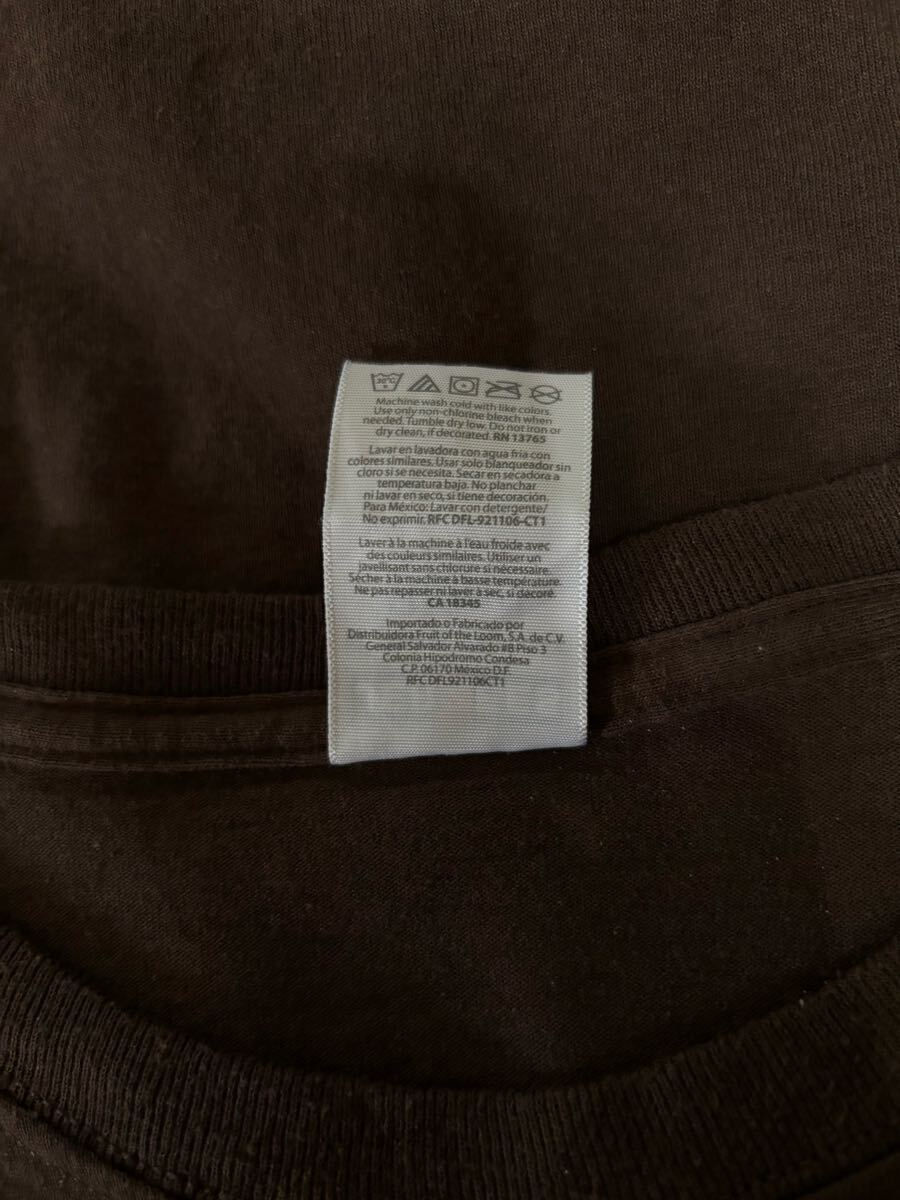 30°C
Machine wash cold with like colors.
Use only non-chlorine bleach when
needed. Tumble dry low. Do not iron or
dry clean, if decorated. RN 13765
Lavar en lavadora con agua fria con
colores similares. Usar solo blanqueador sin
cloro si se necesita. Secar en secadora a
temperatura baja. No planchar
ni lavar en seco, si tiene decoración.
Para México: Lavar con detergente/
No exprimir. RFC DFL-921106-CT1
Laver à la machine à l'eau froide avec
des couleurs similaires. Utiliser un
javellisant sans chlorure si nécessaire.
Sécher à la machine à basse température.
Ne pas repasser ni laver à sec, si decoré.
CA 18345
Importado o Fabricado por
Distribuidora Fruit of the Loom, S.A. de C.V.
General Salvador Alvarado #8 Piso 3
Colonia Hipodromo Condesa
C.P. 06170 México D.F.
RFC DFL921106CT1